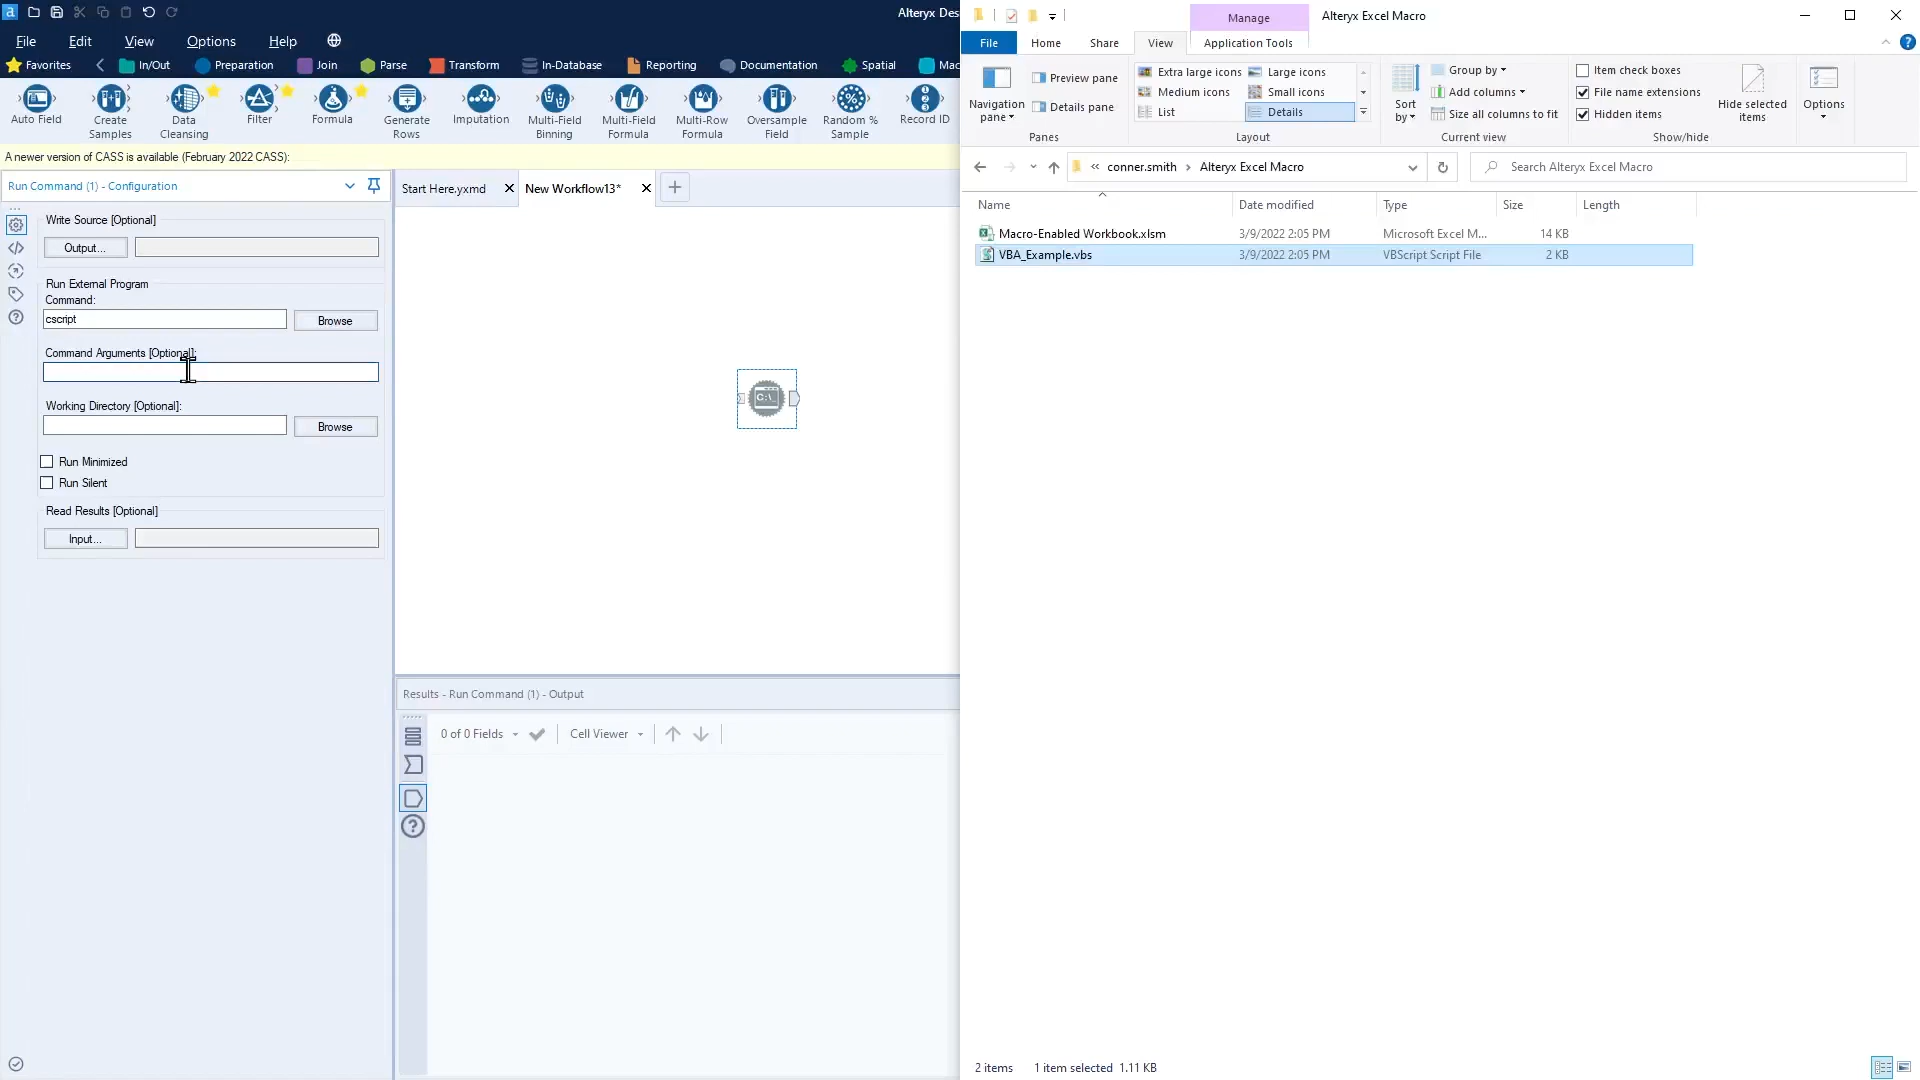 Alteryx Des
File Edit View Options Help
Favorites In/Out Preparation Join Parse Transform In-Database Reporting Documentation Spatial Mac
Auto Field
Create Samples
Data Cleansing
Filter
Formula
Generate Rows
Imputation
Multi-Field Binning
Multi-Field Formula
Multi-Row Formula
Oversample Field
Random % Sample
Record ID
A newer version of CASS is available (February 2022 CASS):
Run Command (1) - Configuration
Write Source [Optional]
Output...
Run External Program
Command:
cscript Browse
Command Arguments [Optional]:
Working Directory [Optional]:
Browse
Run Minimized
Run Silent
Read Results [Optional]
Input...
Start Here.yxmd New Workflow13*
C:\_
Results - Run Command (1) - Output
0 of 0 Fields Cell Viewer
Manage Alteryx Excel Macro
File Home Share View Application Tools
Navigation pane
Preview pane
Details pane
Panes
Extra large icons Large icons
Medium icons Small icons
List Details
Layout
Sort by
Group by
Add columns
Size all columns to fit
Current view
Item check boxes
File name extensions
Hidden items
Hide selected items
Show/hide
Options
« conner.smith Alteryx Excel Macro
Search Alteryx Excel Macro
Name Date modified Type Size Length
Macro-Enabled Workbook.xlsm 3/9/2022 2:05 PM Microsoft Excel M... 14 KB
VBA_Example.vbs 3/9/2022 2:05 PM VBScript Script File 2 KB
2 items 1 item selected 1.11 KB